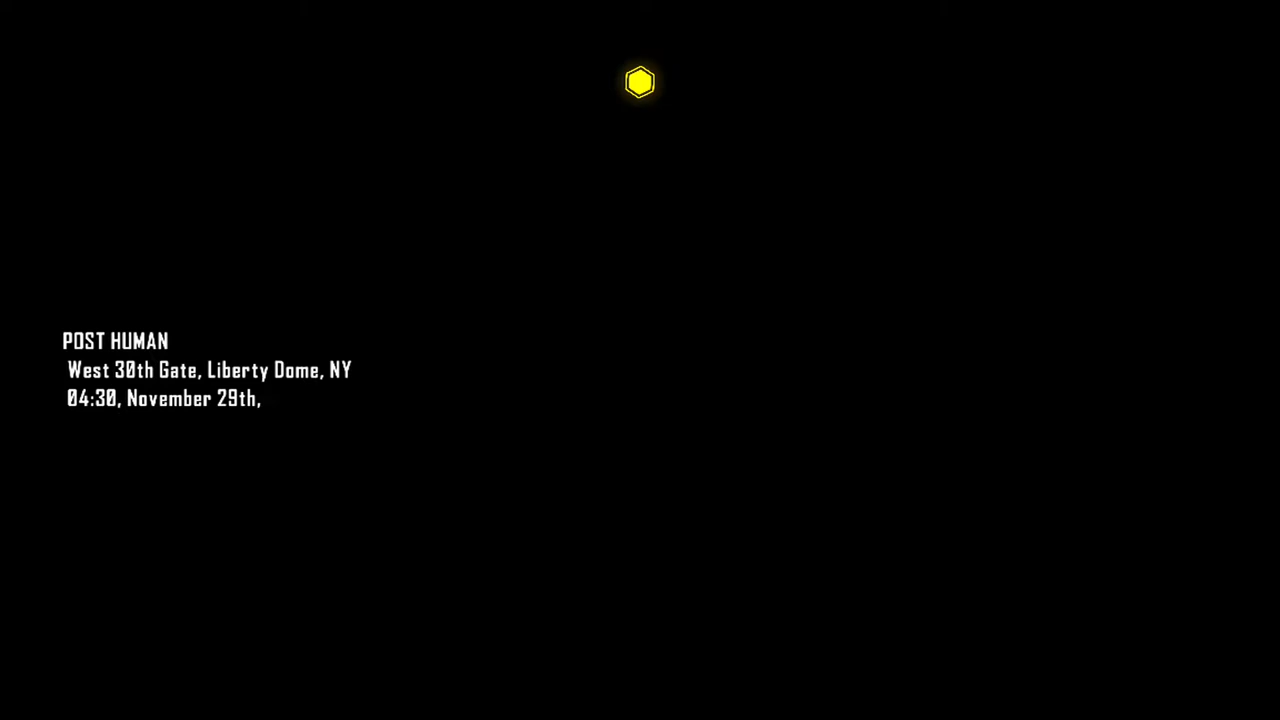 POST HUMAN
West 30th Gate, Liberty Dome, NY
04:30, November 29th,